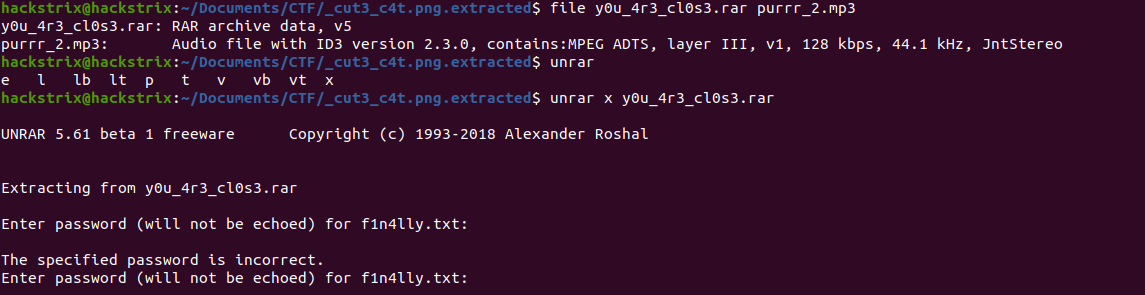 hackstrix@hackstrix:~/Documents/CTF/_cut3_c4t.png.extracted$ file y0u_4r3_cl0s3.rar purrr_2.mp3
y0u_4r3_cl0s3.rar: RAR archive data, v5
purrr_2.mp3:       Audio file with ID3 version 2.3.0, contains:MPEG ADTS, layer III, v1, 128 kbps, 44.1 kHz, JntStereo
hackstrix@hackstrix:~/Documents/CTF/_cut3_c4t.png.extracted$ unrar
e   l   lb  lt  p   t   v   vb  vt  x
hackstrix@hackstrix:~/Documents/CTF/_cut3_c4t.png.extracted$ unrar x y0u_4r3_cl0s3.rar
UNRAR 5.61 beta 1 freeware      Copyright (c) 1993-2018 Alexander Roshal
Extracting from y0u_4r3_cl0s3.rar
Enter password (will not be echoed) for f1n4lly.txt:
The specified password is incorrect.
Enter password (will not be echoed) for f1n4lly.txt: